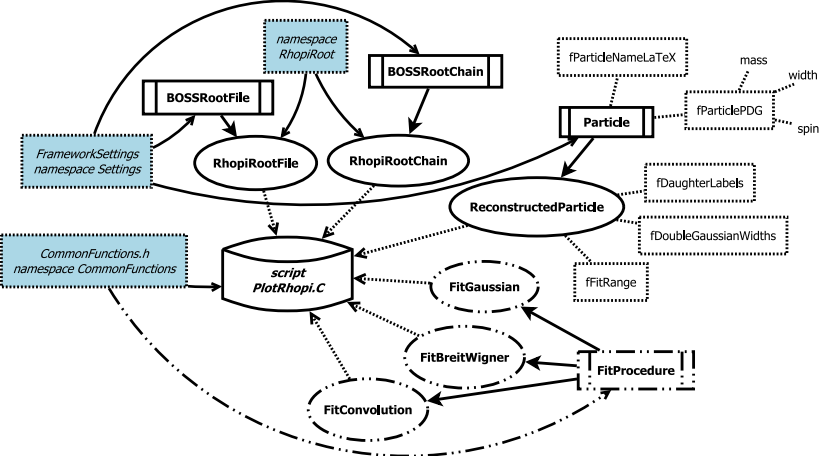 namespace
RhopiRoot
fParticleNameLaTeX
mass
width
BOSSRootChain
BOSSRootFile
fParticlePDG
Particle
spin
FrameworkSettings
namespace Settings
RhopiRootFile
RhopiRootChain
fDaughterLabels
ReconstructedParticle
fDoubleGaussianWidths
CommonFunctions.h
namespace CommonFunctions
script
PlotRhopi.C
fFitRange
FitGaussian
FitBreitWigner
FitProcedure
FitConvolution